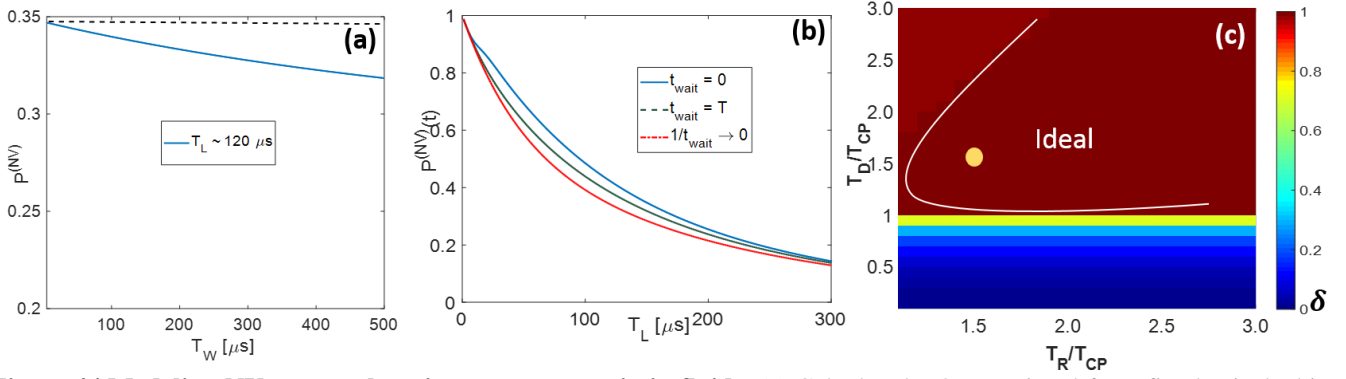 0.35
0.3
0.25
0.2
P(NV)
(a)
T_L ~ 120 μs
100 200 300 400 500
T_W [μs]
1
0.8
0.6
0.4
0.2
0
P(NV)(t)
(b)
t_wait = 0
t_wait = T
1/t_wait → 0
0 100 200 300
T_L [μs]
3.0
2.5
2.0
1.5
1
0.5
T_D/T_CP
(c)
Ideal
1.5 2.0 2.5 3.0
T_R/T_CP
1
0.8
0.6
0.4
0.2
0
δ